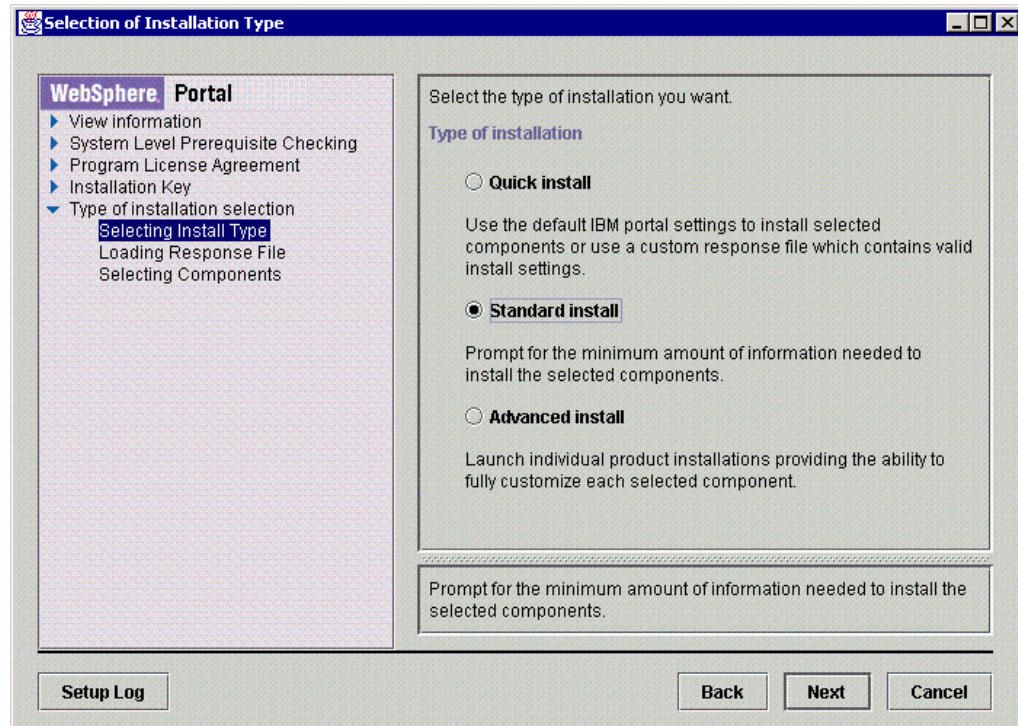 Selection of Installation Type
WebSphere Portal
View information
System Level Prerequisite Checking
Program License Agreement
Installation Key
Type of installation selection
Selecting Install Type
Loading Response File
Selecting Components
Select the type of installation you want.
Type of installation
Quick install
Use the default IBM portal settings to install selected
components or use a custom response file which contains valid
install settings.
Standard install
Prompt for the minimum amount of information needed to
install the selected components.
Advanced install
Launch individual product installations providing the ability to
fully customize each selected component.
Prompt for the minimum amount of information needed to install the
selected components.
Setup Log
Back
Next
Cancel